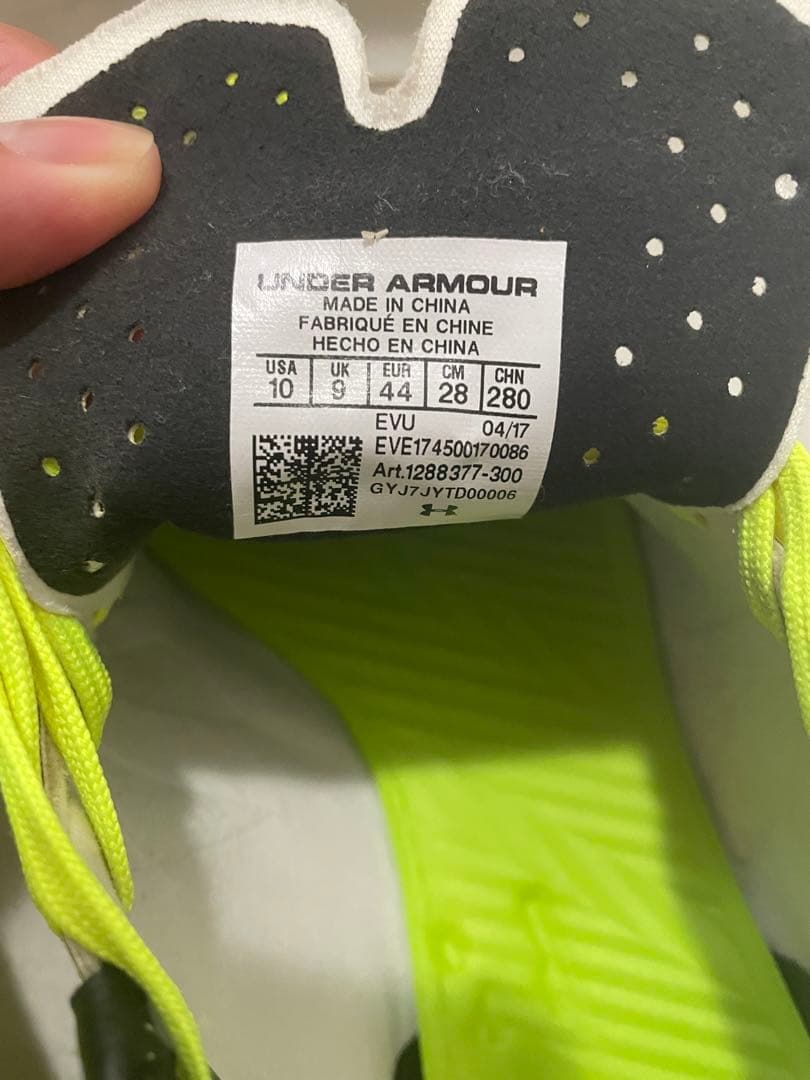 UNDER ARMOUR
MADE IN CHINA
FABRIQUÉ EN CHINE
HECHO EN CHINA
USA UK EUR CM CHN
10 9 44 28 280
EVU 04/17
EVE174500170086
Art.1288377-300
GYJ7JYTD00006